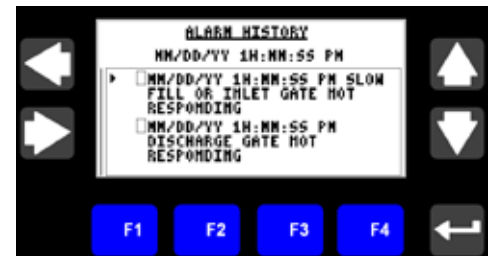 ALARM HISTORY
MM/DD/YY 1H:MM:SS PM
MM/DD/YY 1H:MM:SS PM SLOW
FILL OR INLET GATE NOT
RESPONDING
MM/DD/YY 1H:MM:SS PM
DISCHARGE GATE NOT
RESPONDING
F1 F2 F3 F4